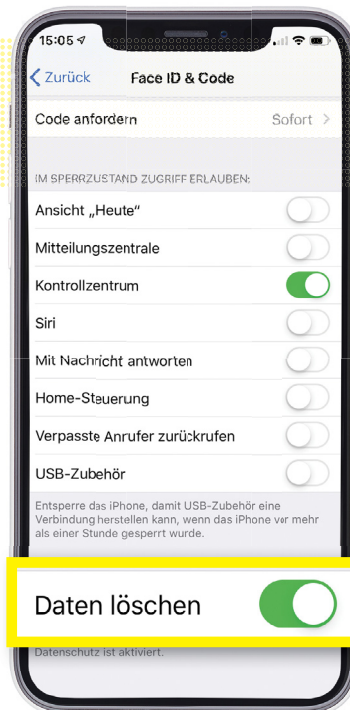 15:05
Zurück
Face ID & Code
Code anfordern
Sofort
IM SPERRZUSTAND ZUGRIFF ERLAUBEN:
Ansicht „Heute“
Mitteilungszentrale
Kontrollzentrum
Siri
Mit Nachricht antworten
Home-Steuerung
Verpasste Anrufer zurückrufen
USB-Zubehör
Entsperre das iPhone, damit USB-Zubehör eine
Verbindung herstellen kann, wenn das iPhone vor mehr
als einer Stunde gesperrt wurde.
Daten löschen
Datenschutz ist aktiviert.